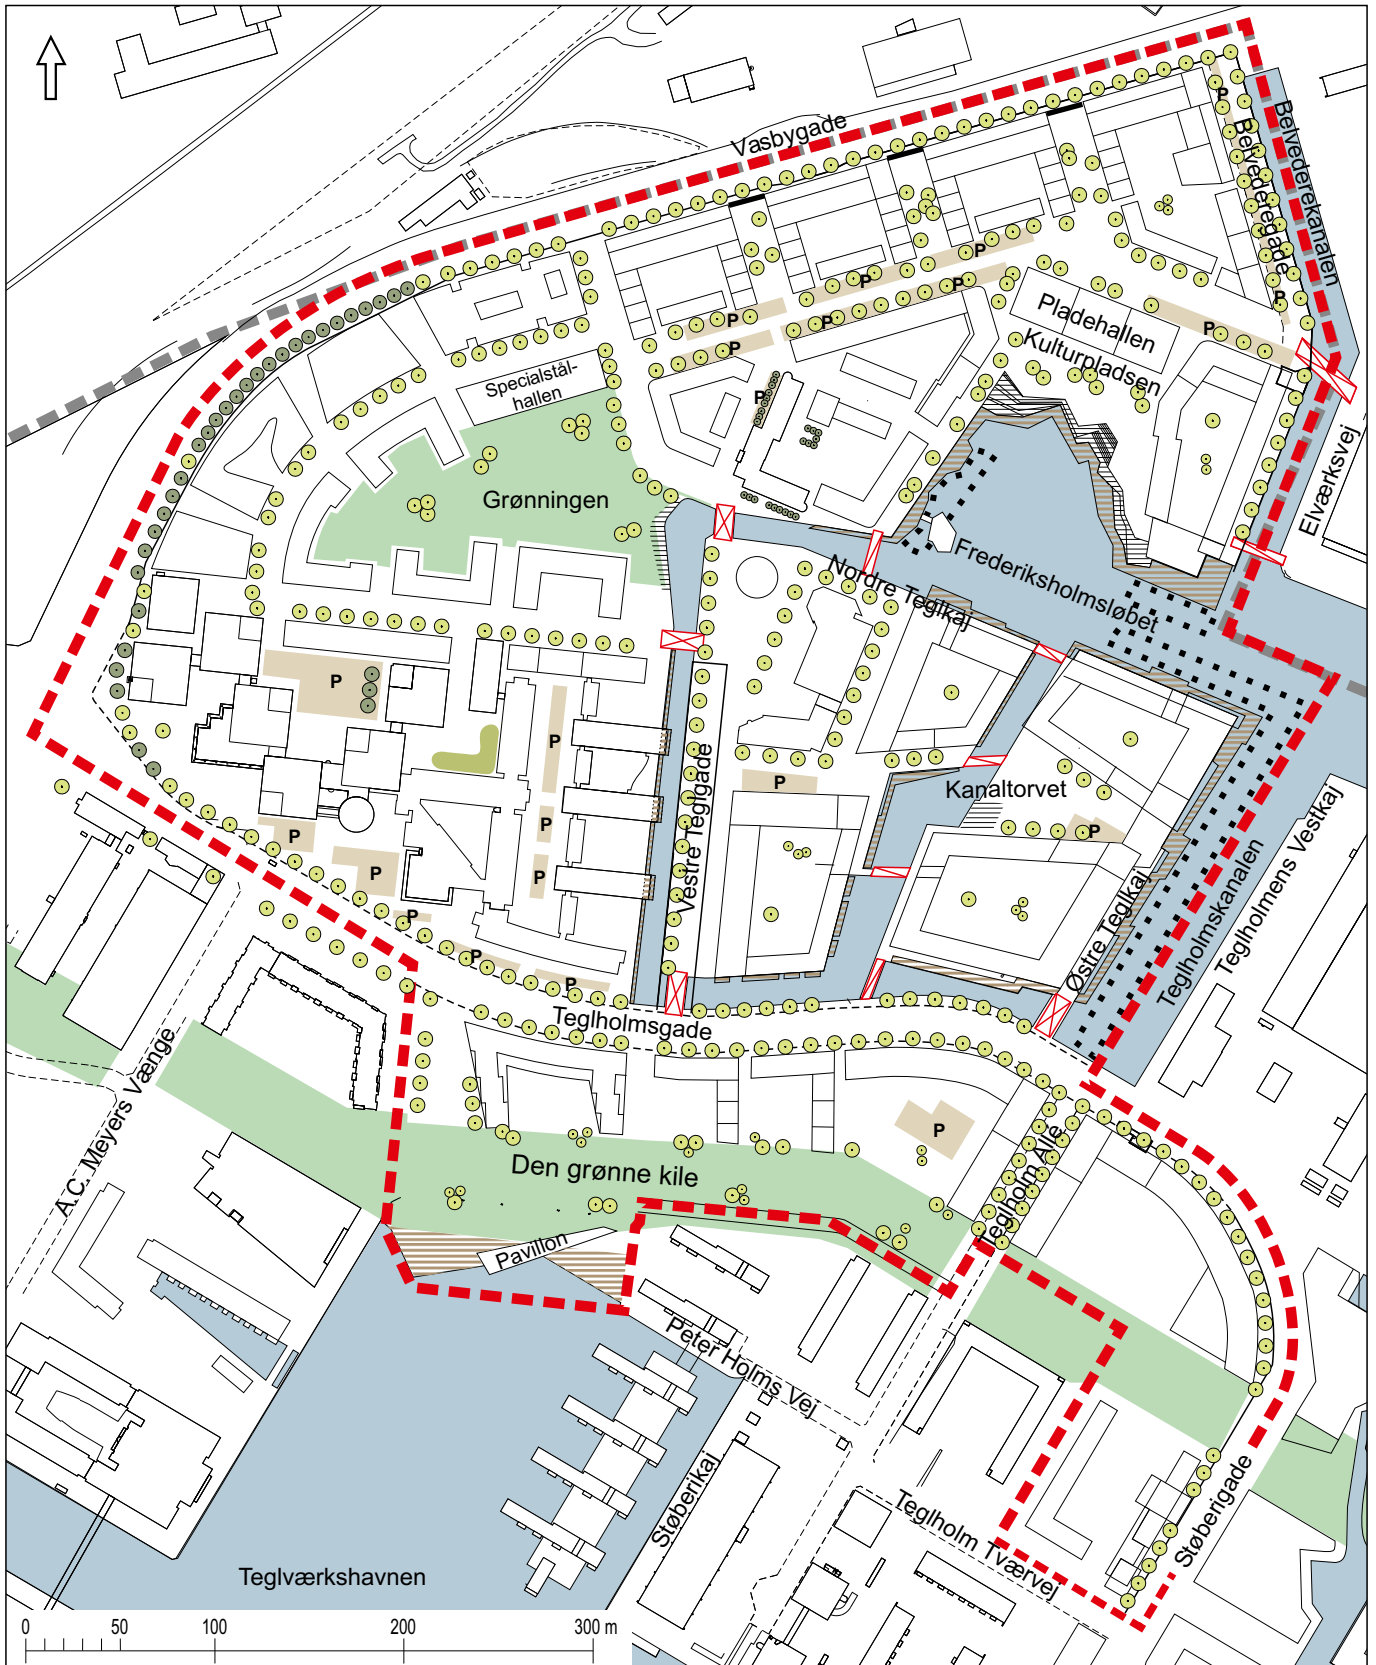 Vasbygade
Belvederekanalen
Belvederegade
P
P
P
P
P
P
P
P
P
P
Pladehallen
Kulturpladsen
Specialstål-
hallen
Elværksvej
Grønningen
Frederiksholmsløbet
Nordre Teglkaj
P
P
P
P
P
P
P
P
P
P
P
P
Vestre Teglgade
Kanaltorvet
Østre Teglkaj
Teglholmskanalen
Teglholmens Vestkaj
Teglholmsgade
A.C. Meyers Vænge
P
Teglholm Alle
Den grønne kile
Pavillon
Peter Holms Vej
Støberikaj
Teglholm Tværvej
Støberigade
Teglværkshavnen
0 50 100 200 300 m